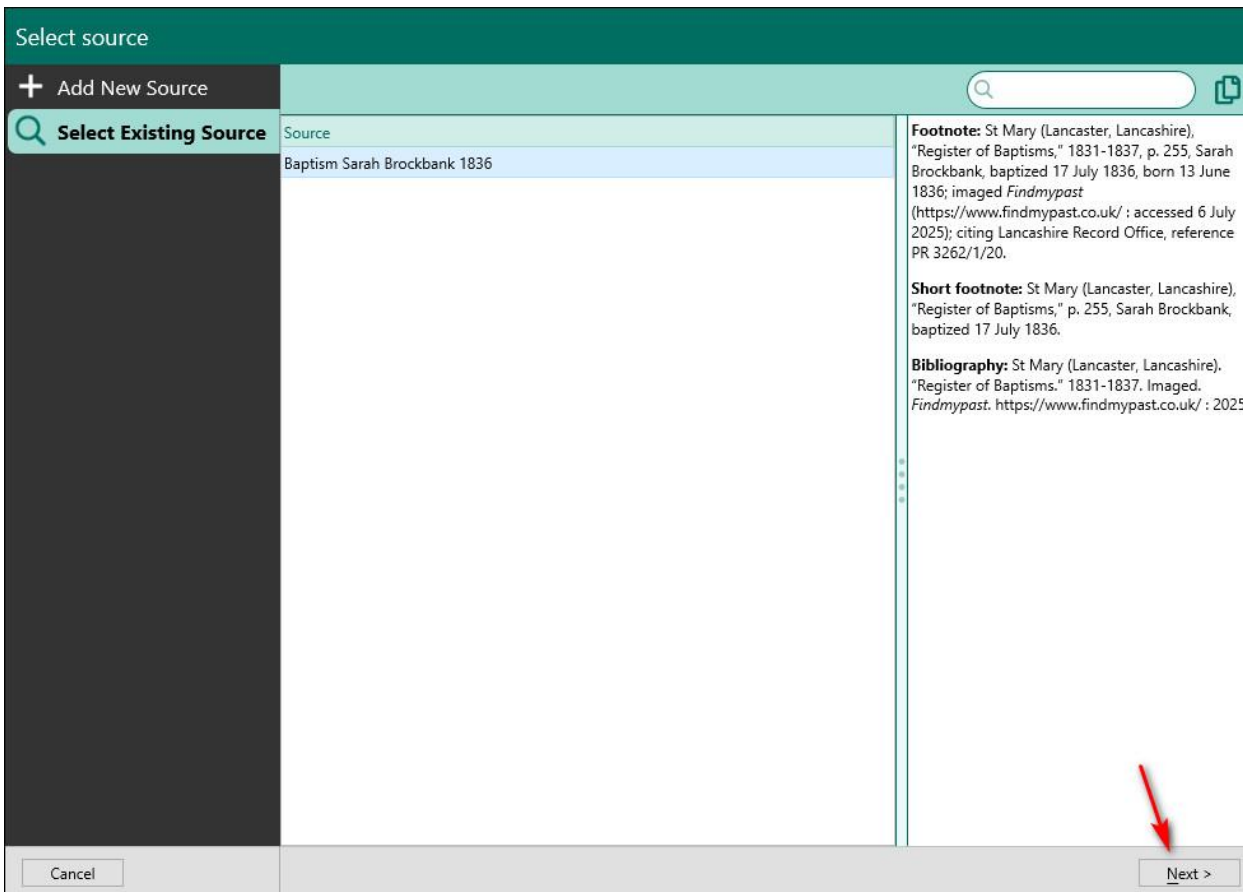 Select source
Add New Source
Select Existing Source
Source
Baptism Sarah Brockbank 1836
Footnote: St Mary (Lancaster, Lancashire),
“Register of Baptisms,” 1831-1837, p. 255, Sarah
Brockbank, baptized 17 July 1836, born 13 June
1836; imaged Findmypast
(https://www.findmypast.co.uk/ : accessed 6 July
2025); citing Lancashire Record Office, reference
PR 3262/1/20.
Short footnote: St Mary (Lancaster, Lancashire),
“Register of Baptisms,” p. 255, Sarah Brockbank,
baptized 17 July 1836.
Bibliography: St Mary (Lancaster, Lancashire).
“Register of Baptisms.” 1831-1837. Imaged.
Findmypast. https://www.findmypast.co.uk/ : 2025
Cancel
Next >